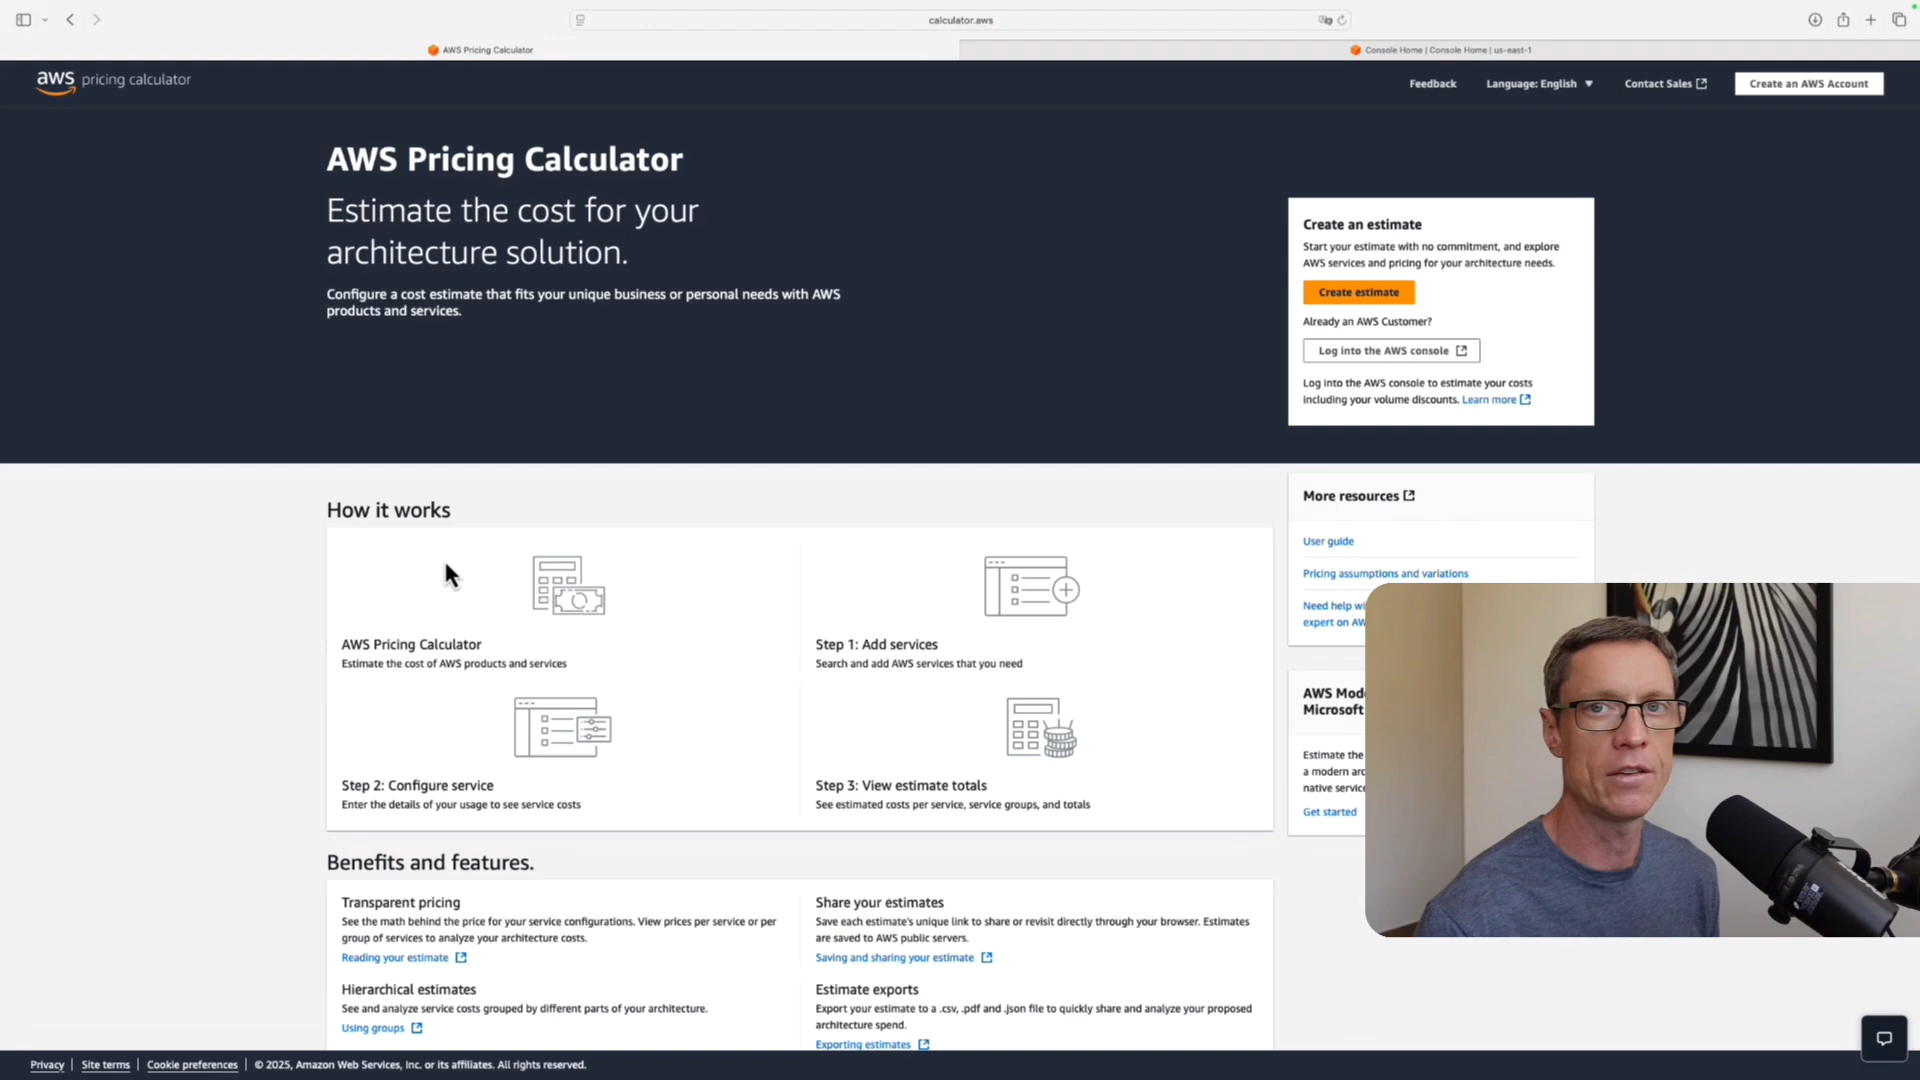 calculator.aws
AWS Pricing Calculator
Console Home | Console Home | us-east-1
aws pricing calculator
Feedback
Language: English
Contact Sales
Create an AWS Account
AWS Pricing Calculator
Estimate the cost for your
architecture solution.
Configure a cost estimate that fits your unique business or personal needs with AWS
products and services.
Create an estimate
Start your estimate with no commitment, and explore
AWS services and pricing for your architecture needs.
Create estimate
Already an AWS Customer?
Log into the AWS console
Log into the AWS console to estimate your costs
including your volume discounts. Learn more
How it works
AWS Pricing Calculator
Estimate the cost of AWS products and services
Step 1: Add services
Search and add AWS services that you need
Step 2: Configure service
Enter the details of your usage to see service costs
Step 3: View estimate totals
See estimated costs per service, service groups, and totals
More resources
User guide
Pricing assumptions and variations
Need help wi
expert on AW
AWS Mod
Microsoft
Estimate the
a modern arc
native service
Get started
Benefits and features.
Transparent pricing
See the math behind the price for your service configurations. View prices per service or per
group of services to analyze your architecture costs.
Reading your estimate
Share your estimates
Save each estimate's unique link to share or revisit directly through your browser. Estimates
are saved to AWS public servers.
Saving and sharing your estimate
Hierarchical estimates
See and analyze service costs grouped by different parts of your architecture.
Using groups
Estimate exports
Export your estimate to a .csv, .pdf and .json file to quickly share and analyze your proposed
architecture spend.
Exporting estimates
Privacy | Site terms | Cookie preferences | © 2025, Amazon Web Services, Inc. or its affiliates. All rights reserved.